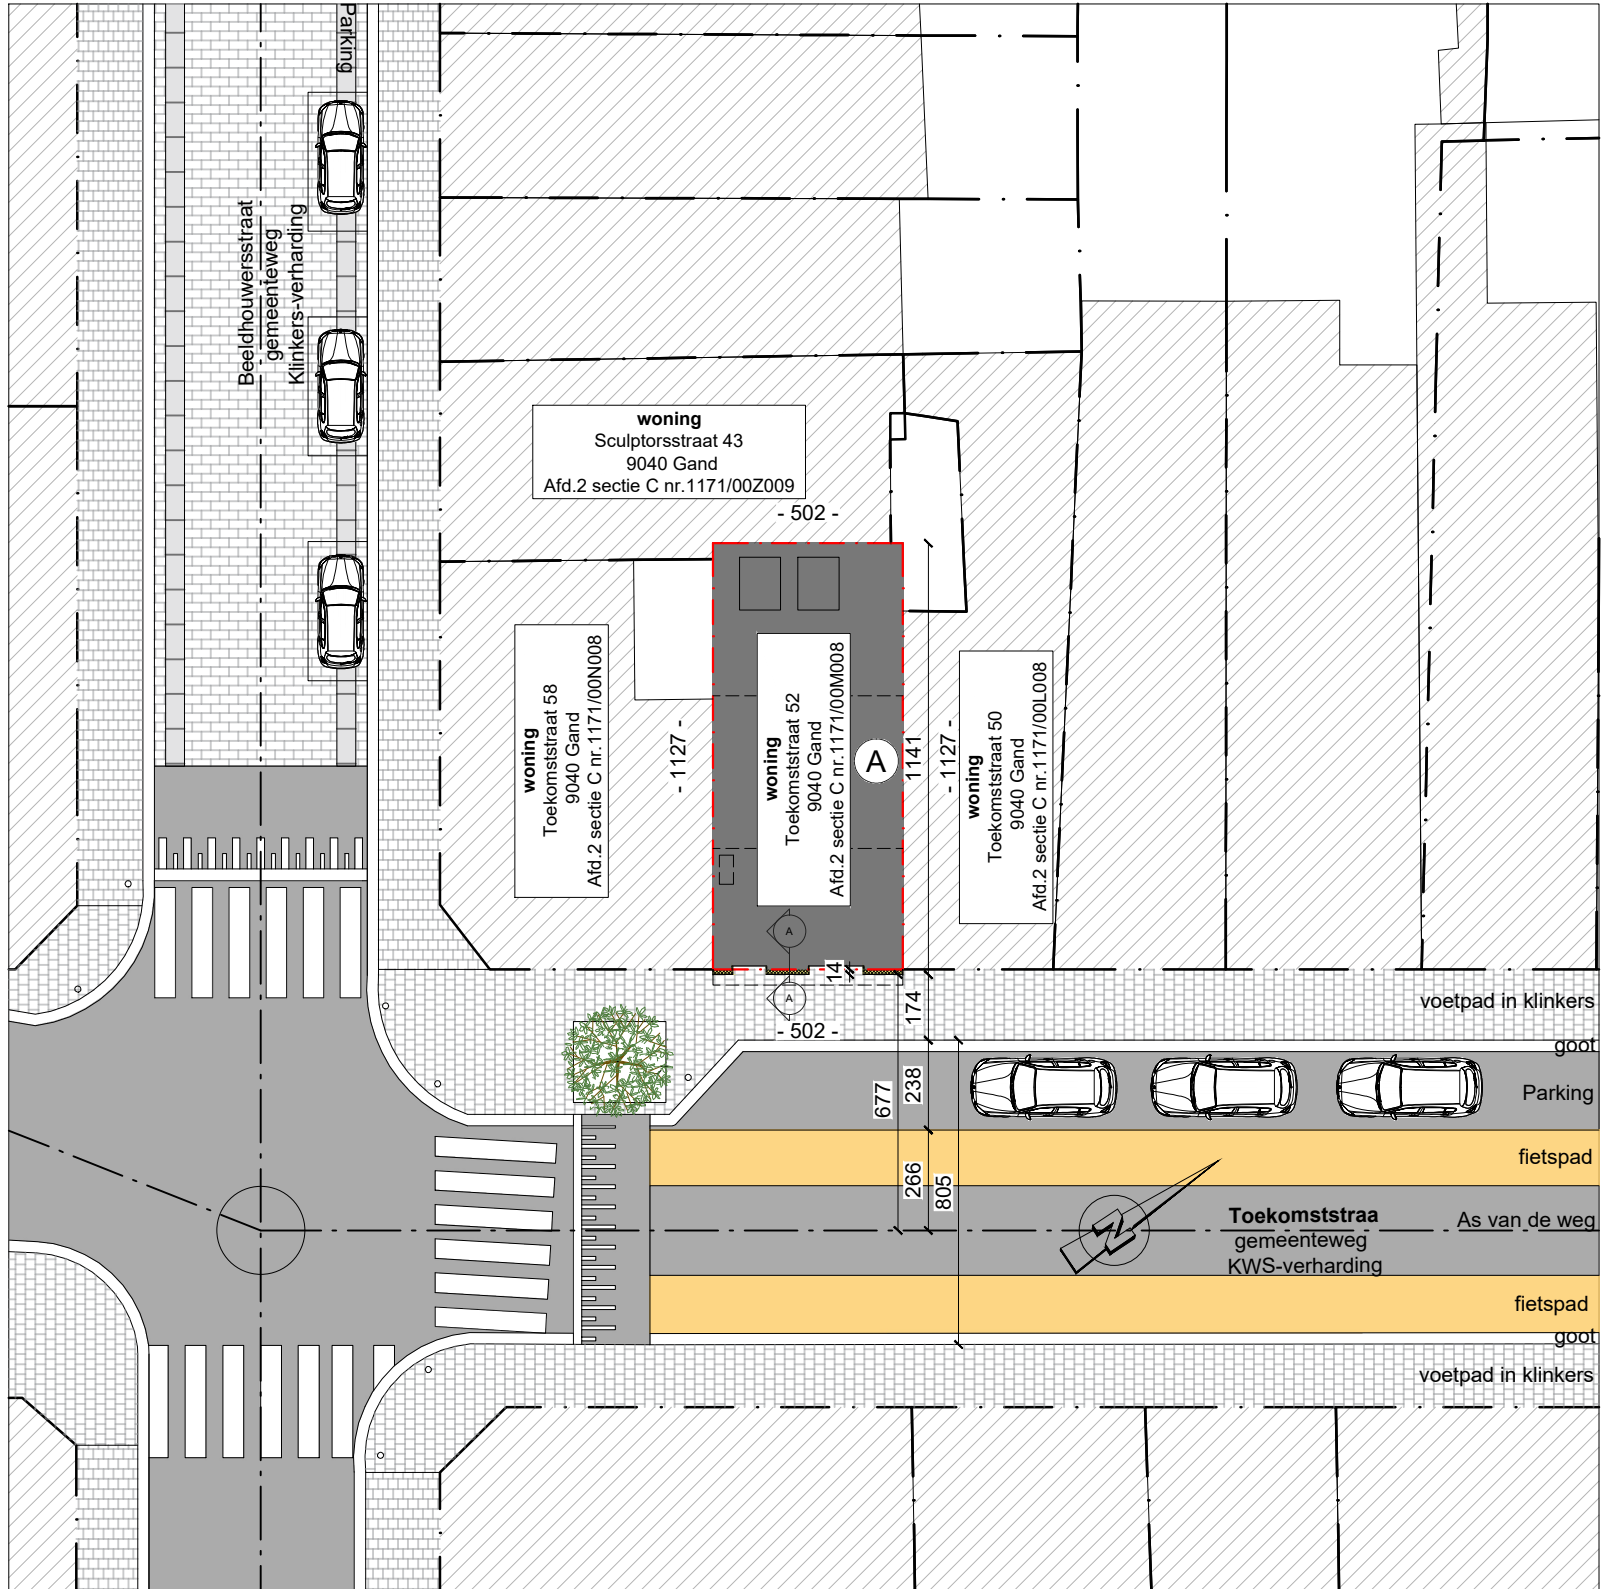 Parking
Beeldhouwersstraat
gemeenteweg
Klinkers-verharding
woning
Sculptorsstraat 43
9040 Gand
Afd.2 sectie C nr.1171/00Z009
- 502 -
woning
Toekomstraat 58
9040 Gand
Afd.2 sectie C nr.1171/00N008
- 1127 -
woning
Toekomststraat 52
9040 Gand
Afd.2 sectie C nr.1171/00M008
A
1141
- 1127 -
woning
Toekomststraat 50
9040 Gand
Afd.2 sectie C nr.1171/00L008
A
14
A
- 502 -
174
voetpad in klinkers
goot
677
238
Parking
266
805
fietspad
N
Toekomststraa
gemeenteweg
KWS-verharding
As van de weg
fietspad
goot
voetpad in klinkers